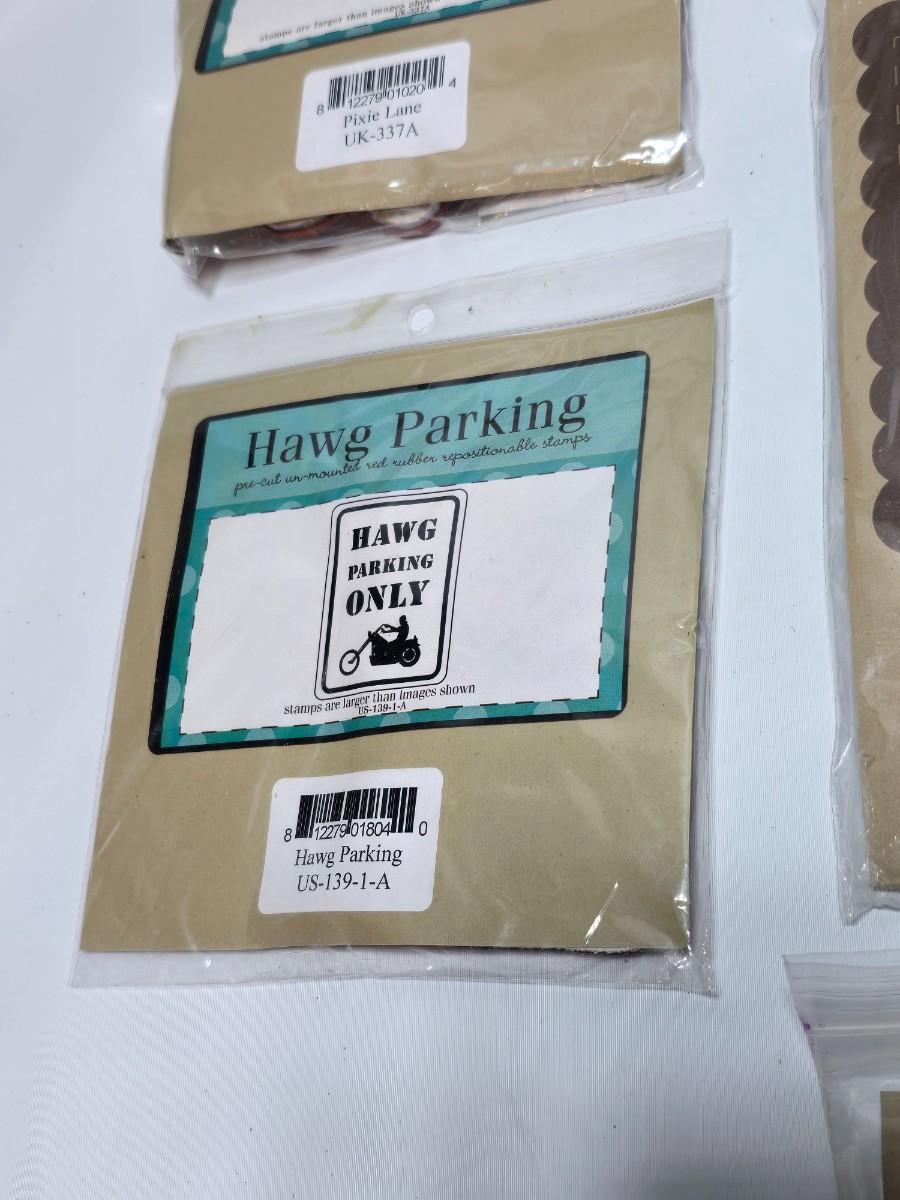 stamps are larger than images shown
UK-337A
8 12279 01020 4
Pixie Lane
UK-337A
Hawg Parking
pre-cut un-mounted red rubber repositionable stamps
HAWG
PARKING
ONLY
stamps are larger than images shown
US-139-1-A
8 12279 01804 0
Hawg Parking
US-139-1-A